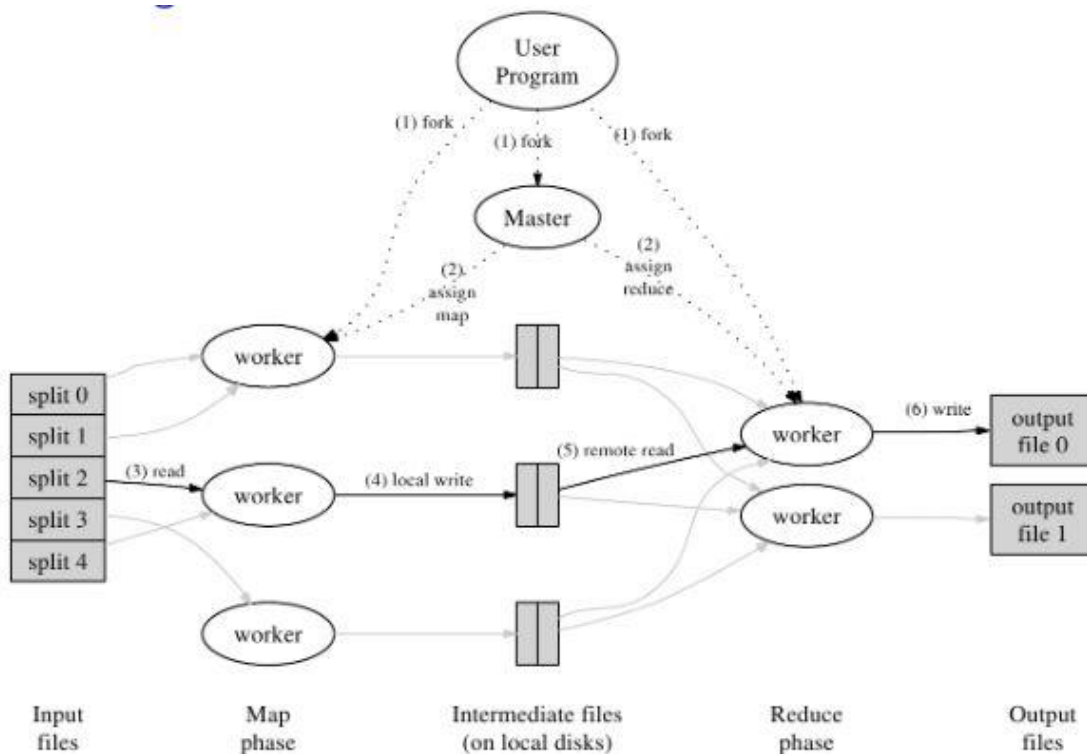 User
Program
(1) fork
(1) fork
(1) fork
Master
(2)
assign
map
(2)
assign
reduce
worker
split 0
split 1
split 2
split 3
split 4
(3) read
worker
(4) local write
(5) remote read
worker
(6) write
output
file 0
worker
output
file 1
worker
Input
files
Map
phase
Intermediate files
(on local disks)
Reduce
phase
Output
files